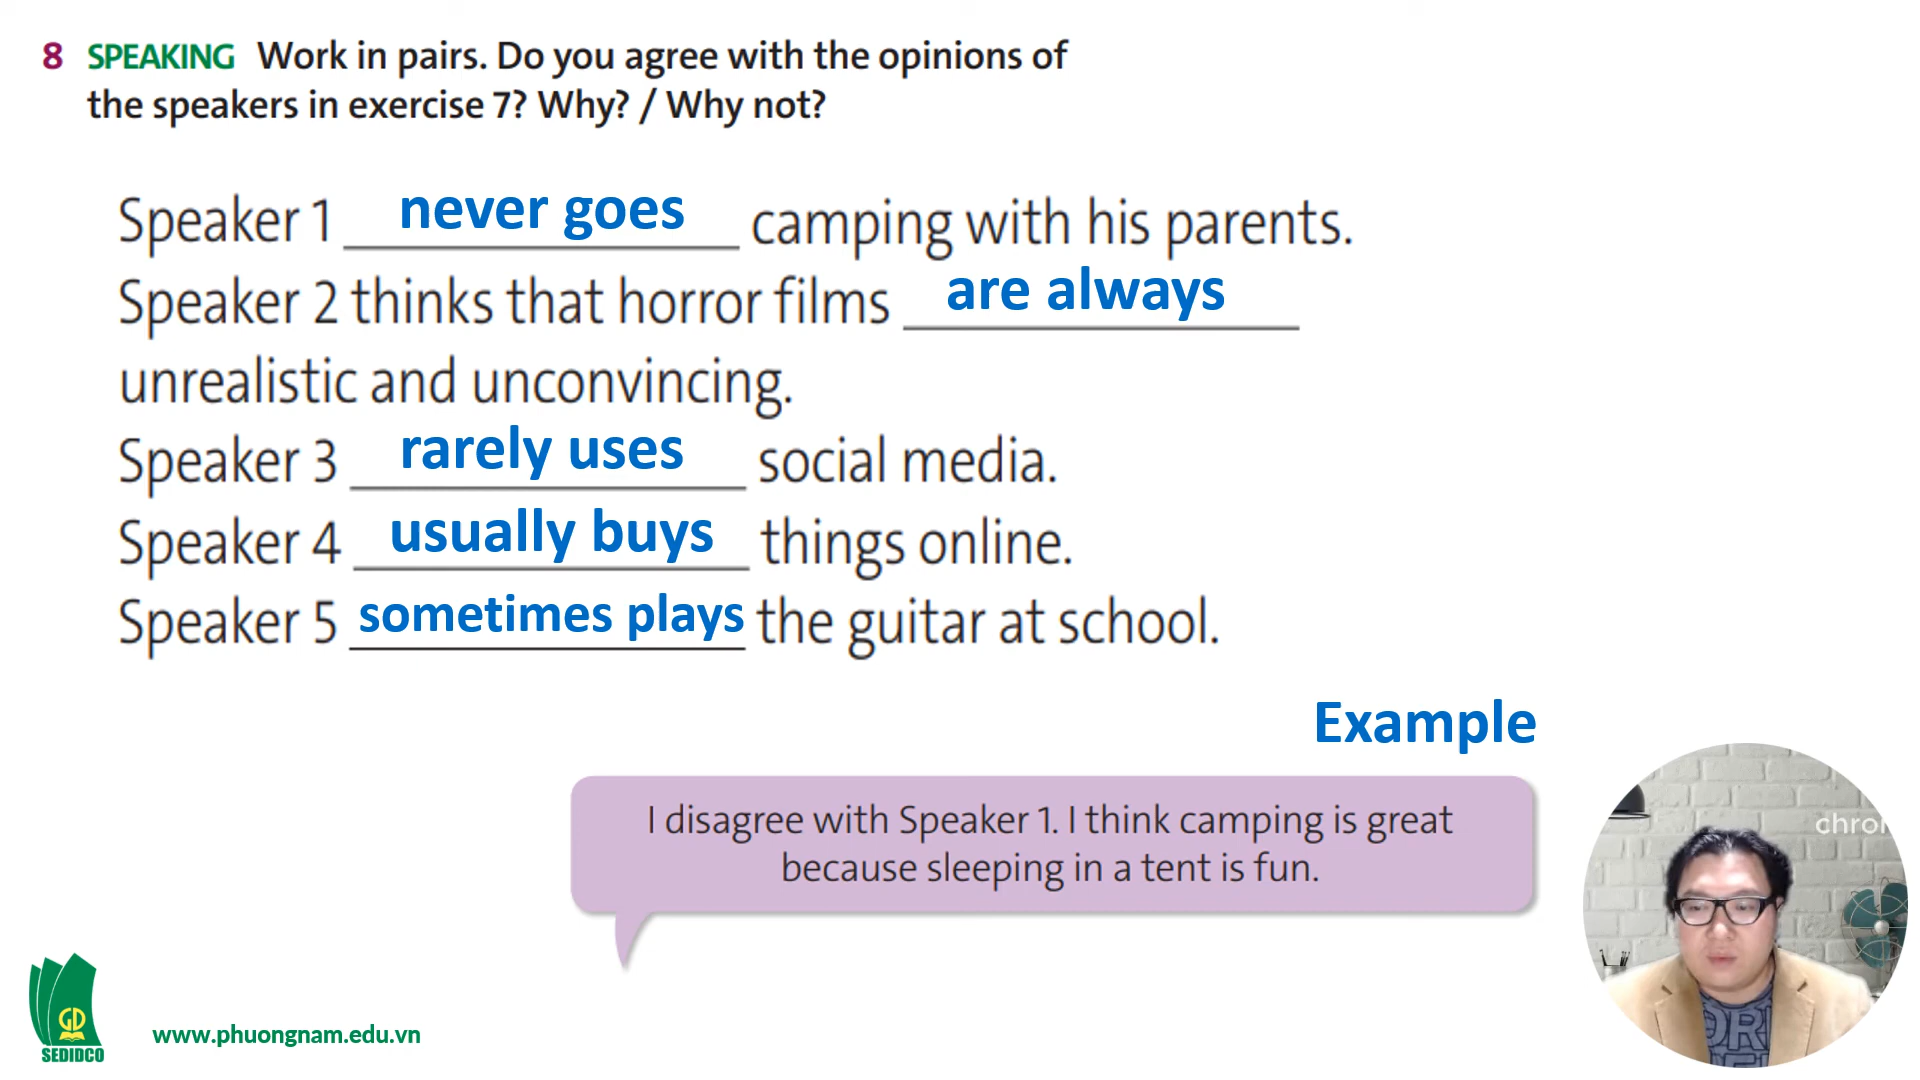 8 SPEAKING Work in pairs. Do you agree with the opinions of
the speakers in exercise 7? Why? / Why not?
Speaker 1 never goes camping with his parents.
Speaker 2 thinks that horror films are always
unrealistic and unconvincing.
Speaker 3 rarely uses social media.
Speaker 4 usually buys things online.
Speaker 5 sometimes plays the guitar at school.
Example
I disagree with Speaker 1. I think camping is great
because sleeping in a tent is fun.
GD
SEDIDCO
www.phuongnam.edu.vn